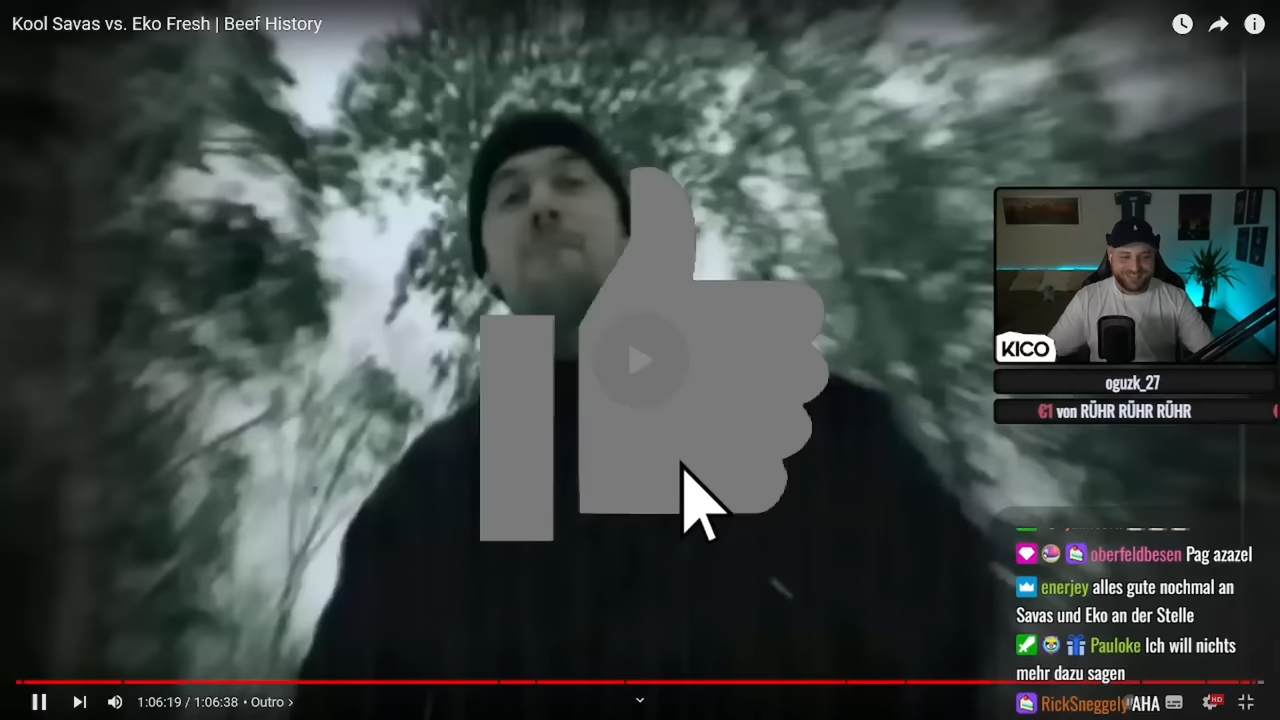 Kool Savas vs. Eko Fresh | Beef History
KICO
oguzk_27
€1 von RÜHR RÜHR RÜHR
oberfeldbesen Pag azazel
enerjey alles gute nochmal an
Savas und Eko an der Stelle
Pauloke Ich will nichts
mehr dazu sagen
RickSneggely AHA
1:06:19 / 1:06:38 • Outro ›
HD